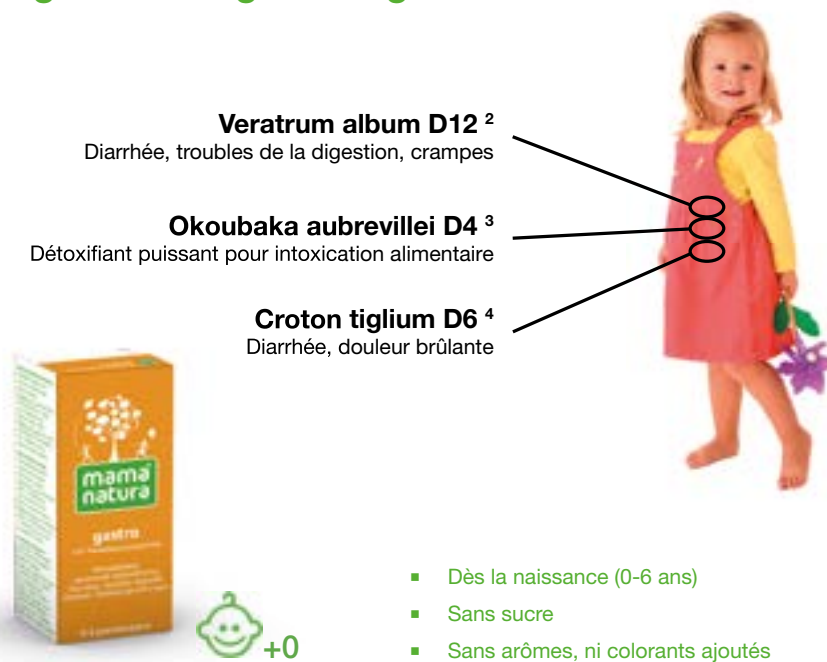 Veratrum album D12 ²
Diarrhée, troubles de la digestion, crampes
Okoubaka aubrevillei D4 ³
Détoxifiant puissant pour intoxication alimentaire
Croton tiglium D6 ⁴
Diarrhée, douleur brûlante
mama
natura
gastro
+0
▪ Dès la naissance (0-6 ans)
▪ Sans sucre
▪ Sans arômes, ni colorants ajoutés